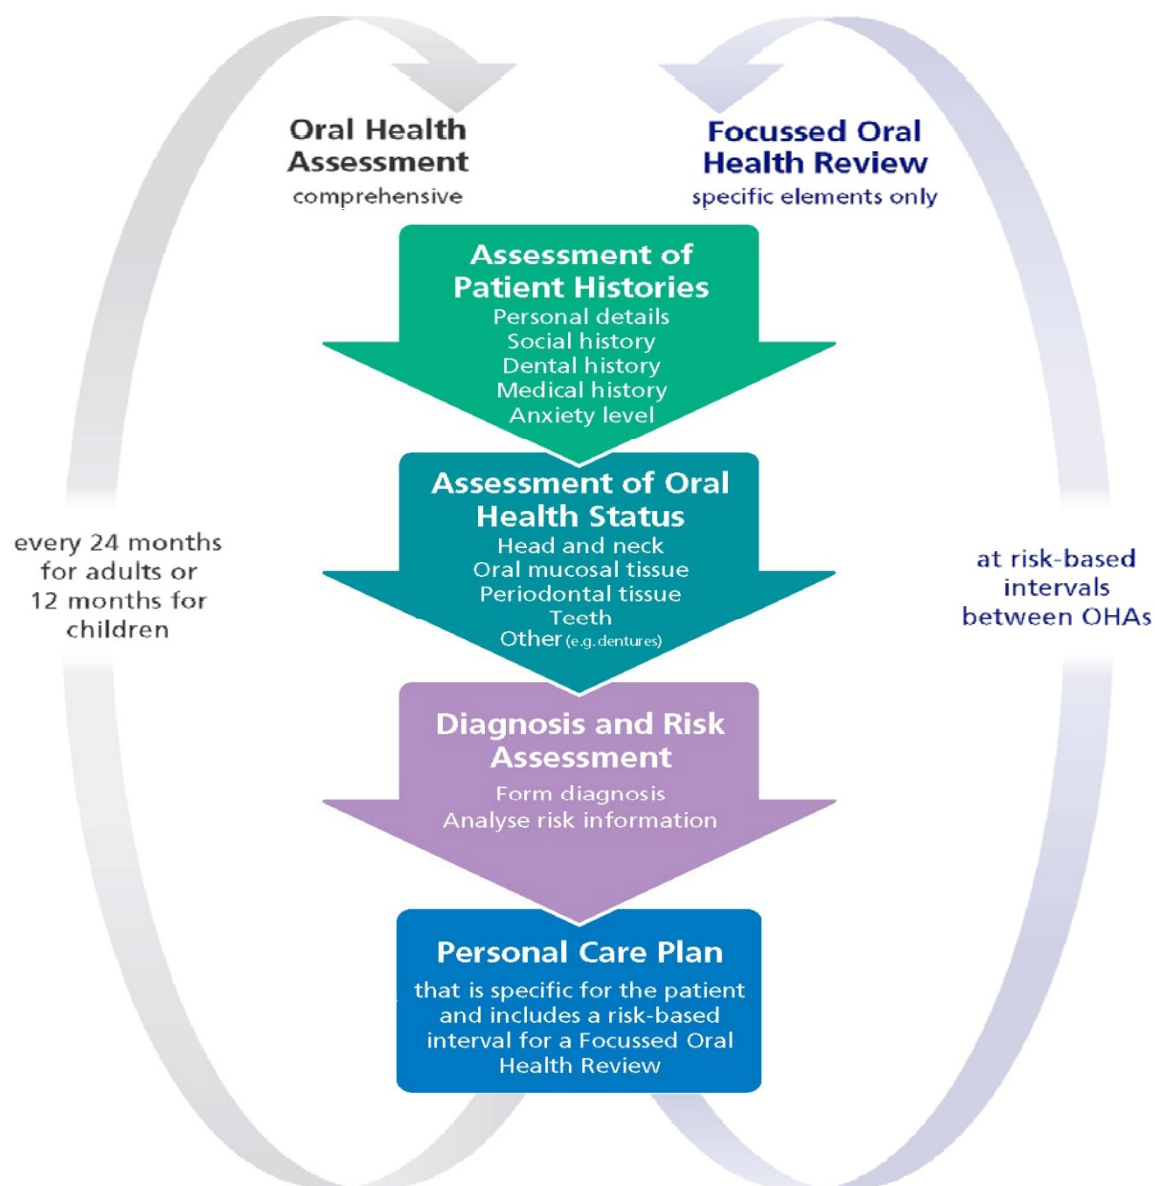 Oral Health
Assessment
comprehensive
Focussed Oral
Health Review
specific elements only
Assessment of
Patient Histories
Personal details
Social history
Dental history
Medical history
Anxiety level
Assessment of Oral
Health Status
Head and neck
Oral mucosal tissue
Periodontal tissue
Teeth
Other (e.g. dentures)
every 24 months
for adults or
12 months for
children
at risk-based
intervals
between OHAs
Diagnosis and Risk
Assessment
Form diagnosis
Analyse risk information
Personal Care Plan
that is specific for the patient
and includes a risk-based
interval for a Focussed Oral
Health Review